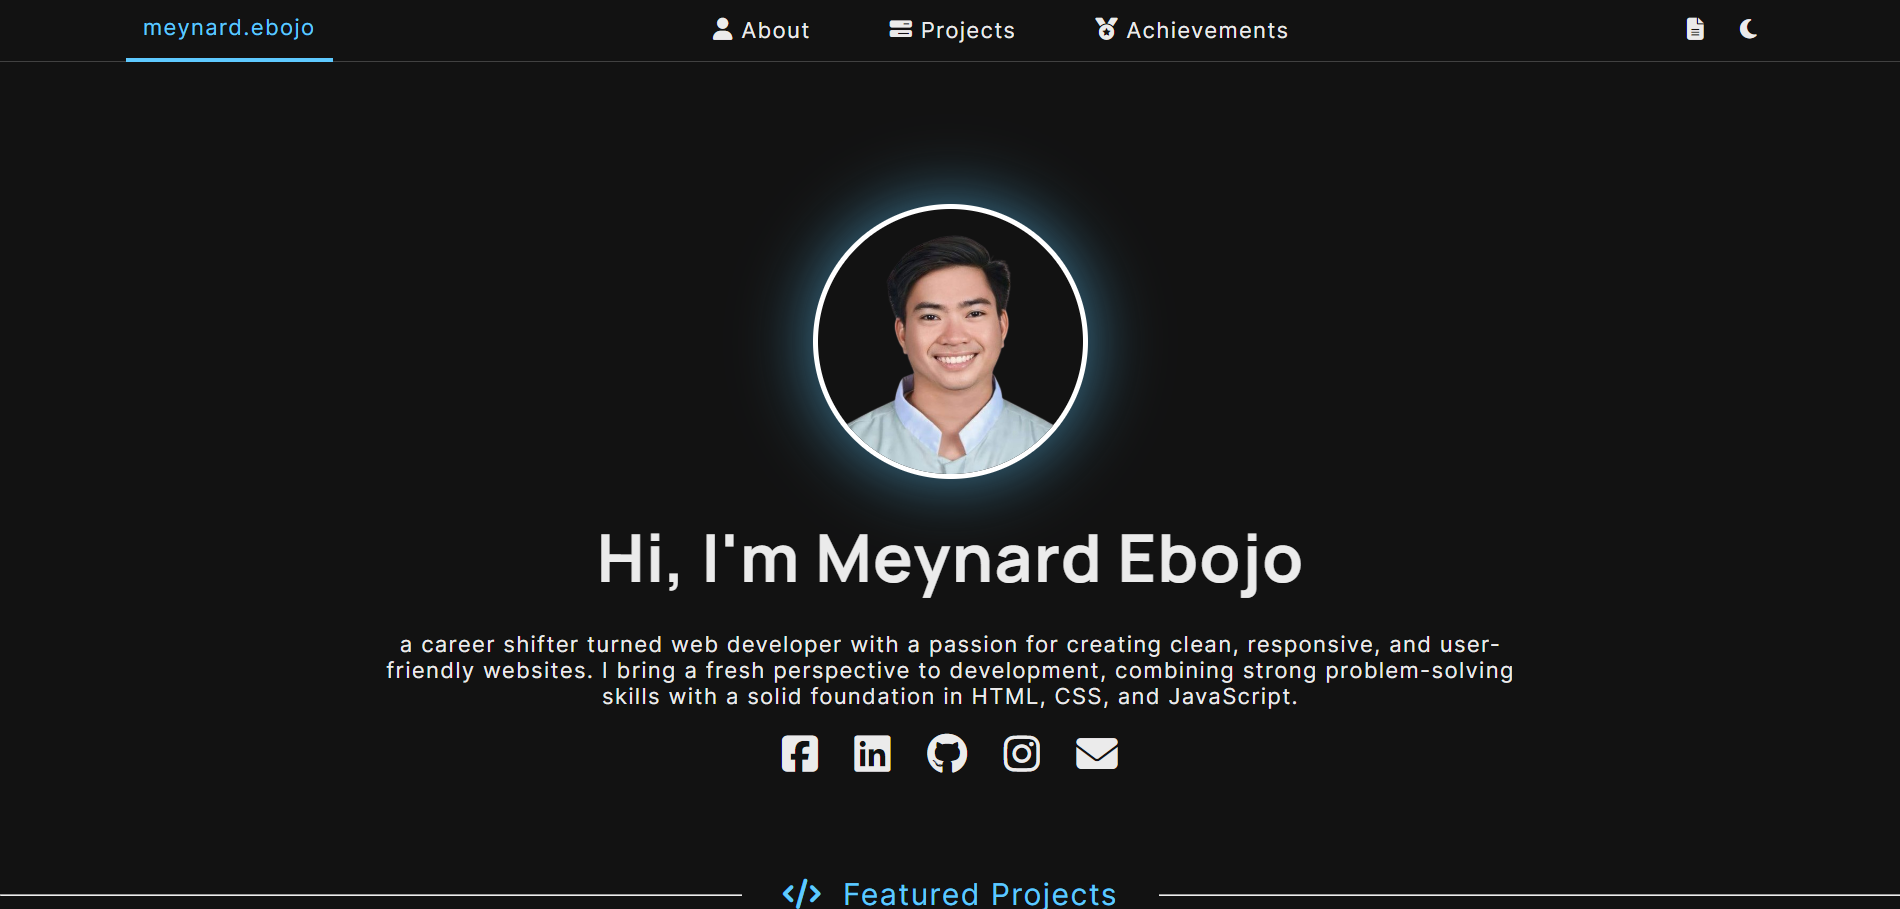 meynard.ebojo
About
Projects
Achievements
Hi, I'm Meynard Ebojo
a career shifter turned web developer with a passion for creating clean, responsive, and user-
friendly websites. I bring a fresh perspective to development, combining strong problem-solving
skills with a solid foundation in HTML, CSS, and JavaScript.
Featured Projects